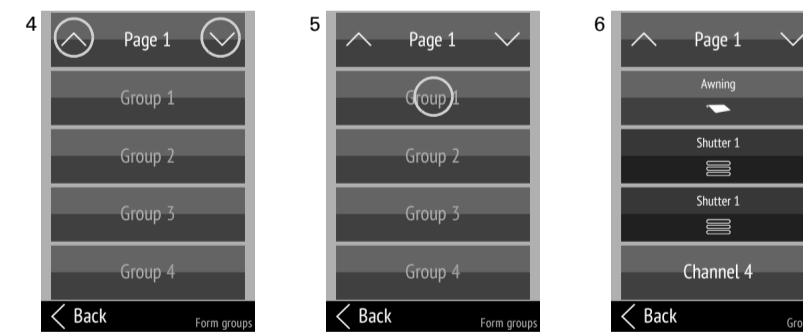 4
Page 1
Group 1
Group 2
Group 3
Group 4
Back
Form groups
5
Page 1
Group 1
Group 2
Group 3
Group 4
Back
Form groups
6
Page 1
Awning
Shutter 1
Shutter 1
Channel 4
Back